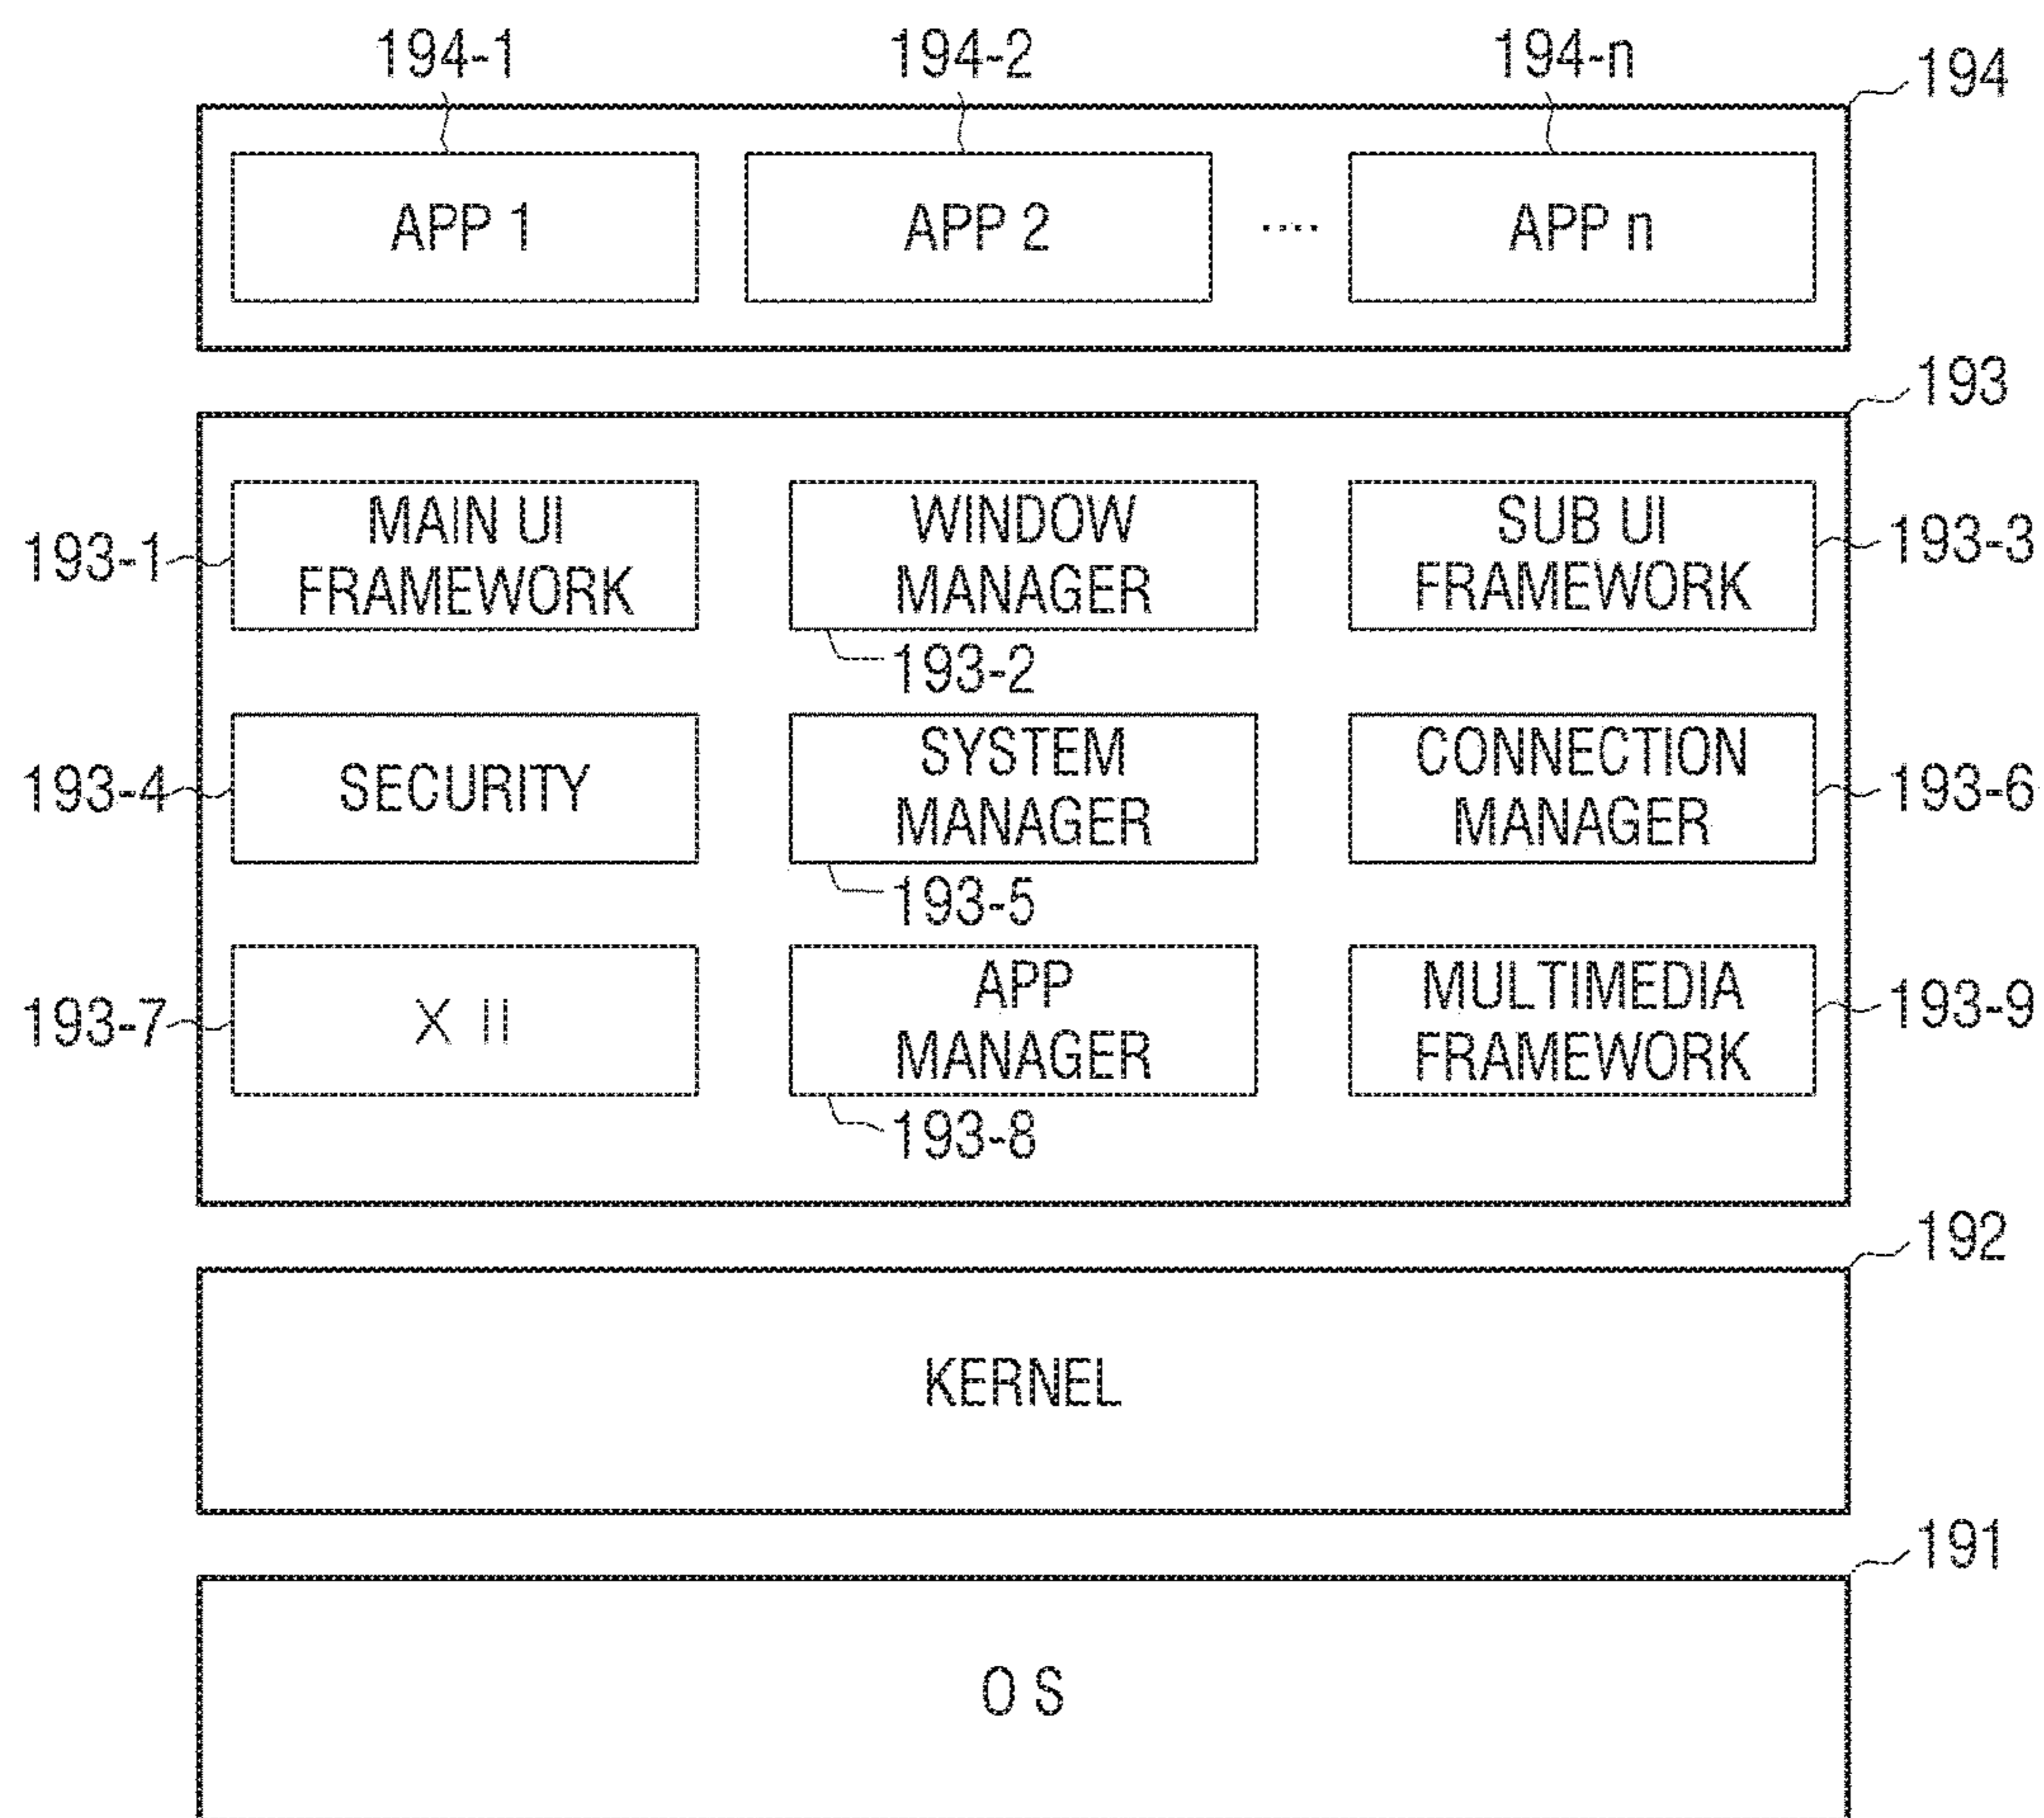 194-1 194-2 194-n 194
APP 1 APP 2 .... APP n
193
193-1 MAIN UI FRAMEWORK
WINDOW MANAGER
193-2
SUB UI FRAMEWORK 193-3
193-4 SECURITY
SYSTEM MANAGER
193-5
CONNECTION MANAGER 193-6
193-7 X II
APP MANAGER
193-8
MULTIMEDIA FRAMEWORK 193-9
192
KERNEL
191
O S